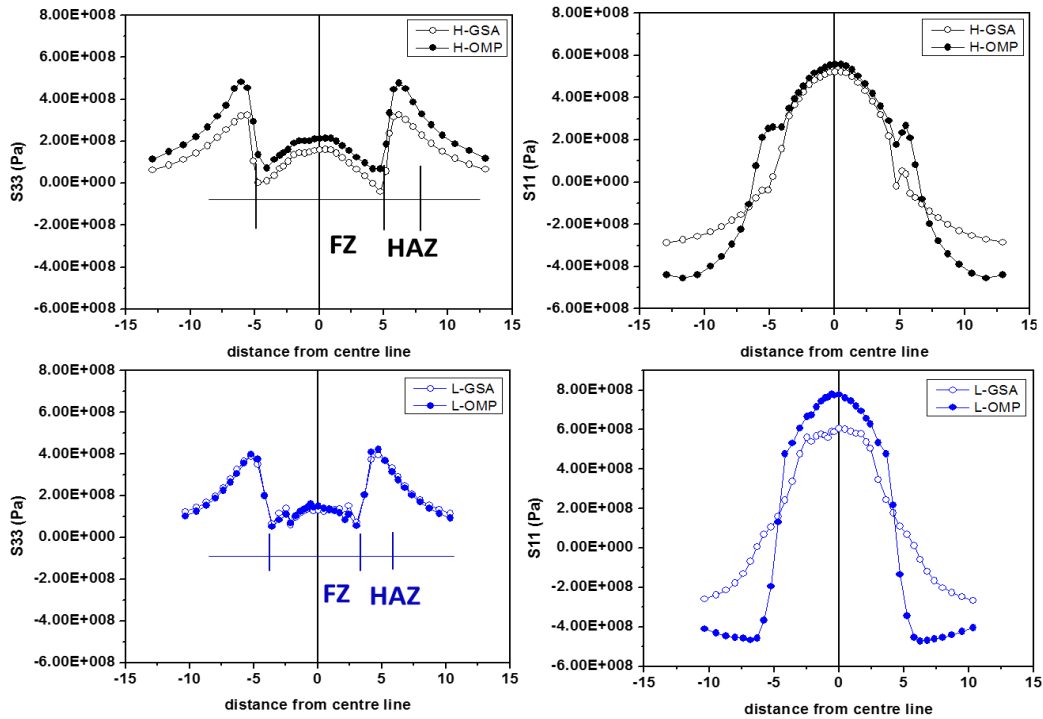 8.00E+008
6.00E+008
4.00E+008
2.00E+008
0.00E+000
-2.00E+008
-4.00E+008
-6.00E+008
S33 (Pa)
H-GSA
H-OMP
FZ HAZ
-15 -10 -5 0 5 10 15
distance from centre line
8.00E+008
6.00E+008
4.00E+008
2.00E+008
0.00E+000
-2.00E+008
-4.00E+008
-6.00E+008
S11 (Pa)
H-GSA
H-OMP
-15 -10 -5 0 5 10 15
distance from centre line
8.00E+008
6.00E+008
4.00E+008
2.00E+008
0.00E+000
-2.00E+008
-4.00E+008
-6.00E+008
S33 (Pa)
L-GSA
L-OMP
FZ HAZ
-15 -10 -5 0 5 10 15
distance from centre line
8.00E+008
6.00E+008
4.00E+008
2.00E+008
0.00E+000
-2.00E+008
-4.00E+008
-6.00E+008
S11 (Pa)
L-GSA
L-OMP
-15 -10 -5 0 5 10 15
distance from centre line